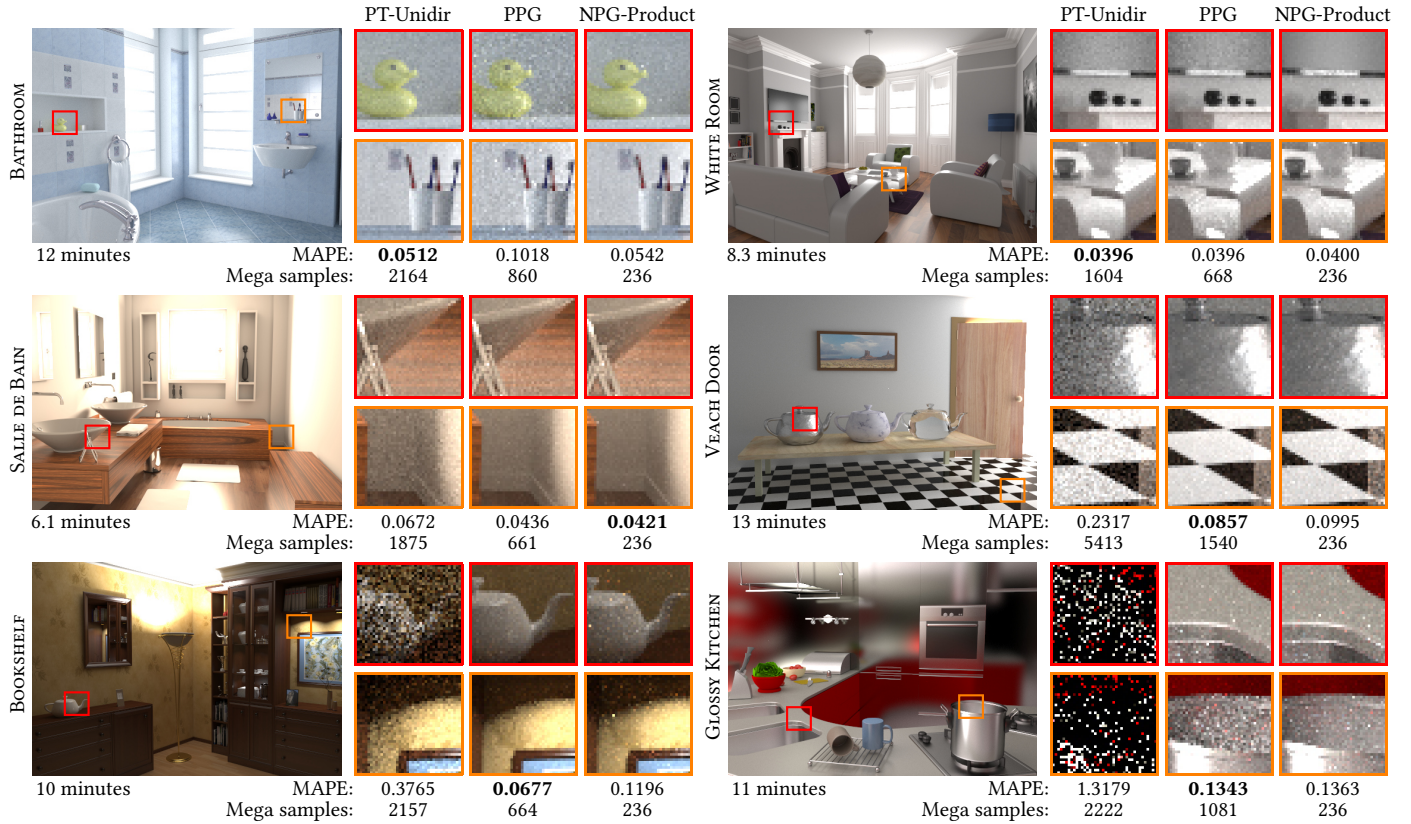 PT-Unidir PPG NPG-Product PT-Unidir PPG NPG-Product
BATHROOM
12 minutes MAPE: 0.0512 0.1018 0.0542
Mega samples: 2164 860 236
WHITE ROOM
8.3 minutes MAPE: 0.0396 0.0396 0.0400
Mega samples: 1604 668 236
SALLE DE BAIN
6.1 minutes MAPE: 0.0672 0.0436 0.0421
Mega samples: 1875 661 236
VEACH DOOR
13 minutes MAPE: 0.2317 0.0857 0.0995
Mega samples: 5413 1540 236
BOOKSHELF
10 minutes MAPE: 0.3765 0.0677 0.1196
Mega samples: 2157 664 236
GLOSSY KITCHEN
11 minutes MAPE: 1.3179 0.1343 0.1363
Mega samples: 2222 1081 236